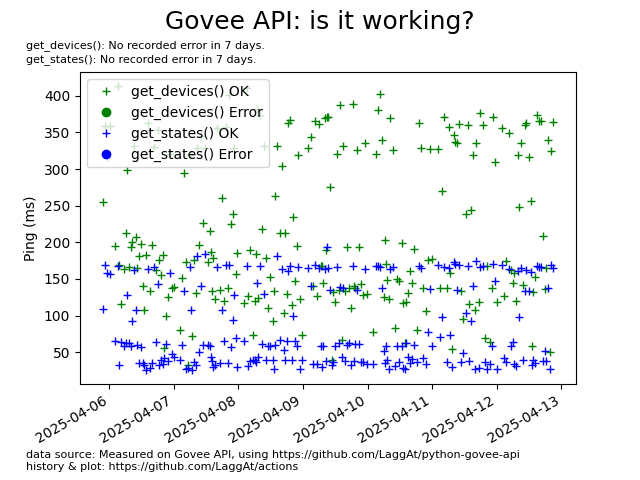 Govee API: is it working?
get_devices(): No recorded error in 7 days.
get_states(): No recorded error in 7 days.
get_devices() OK
get_devices() Error
get_states() OK
get_states() Error
Ping (ms)
400
350
300
250
200
150
100
50
2025-04-06
2025-04-07
2025-04-08
2025-04-09
2025-04-10
2025-04-11
2025-04-12
2025-04-13
data source: Measured on Govee API, using https://github.com/LaggAt/python-govee-api
history & plot: https://github.com/LaggAt/actions